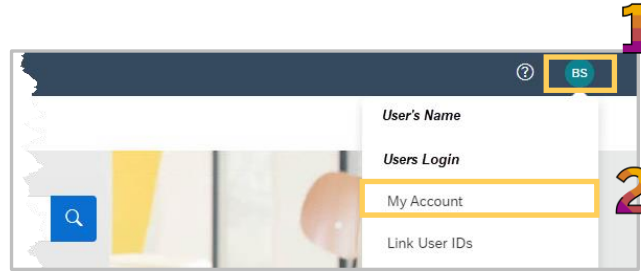 1
? BS
User's Name
Users Login
2
My Account
Link User IDs